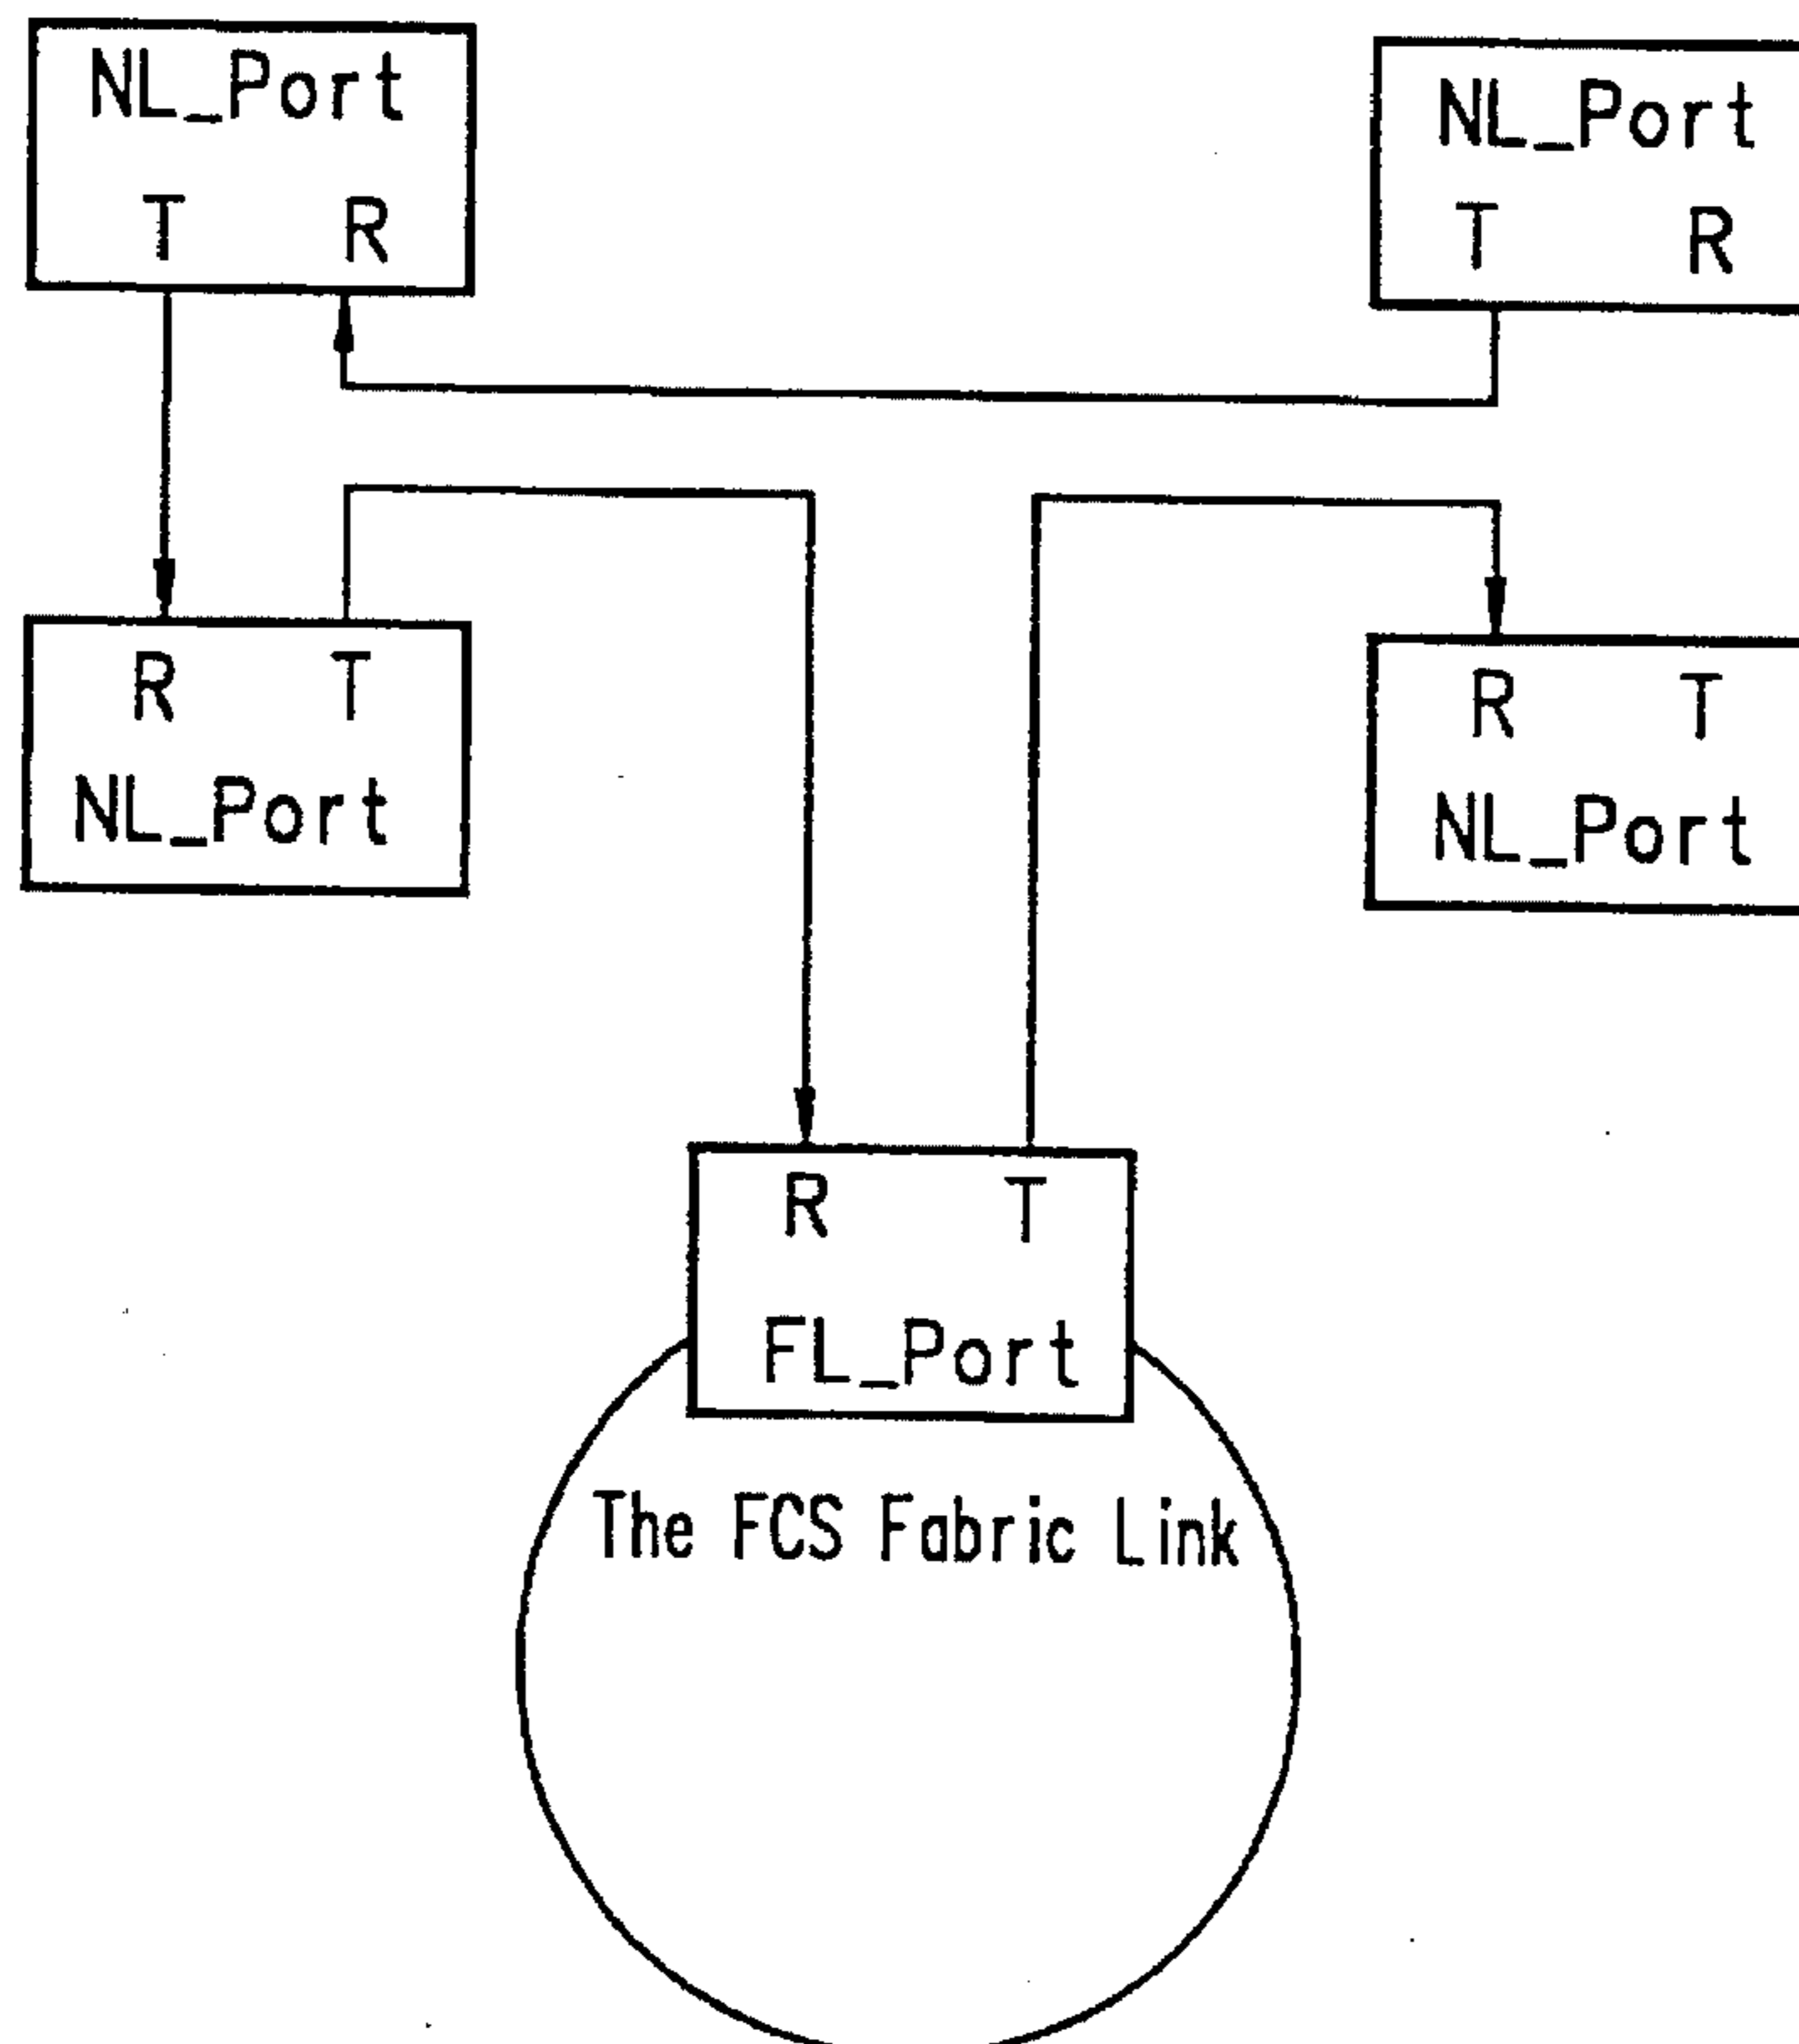 NL_Port
T R
NL_Port
T R
R T
NL_Port
R T
NL_Port
R T
FL_Port
The FCS Fabric Link